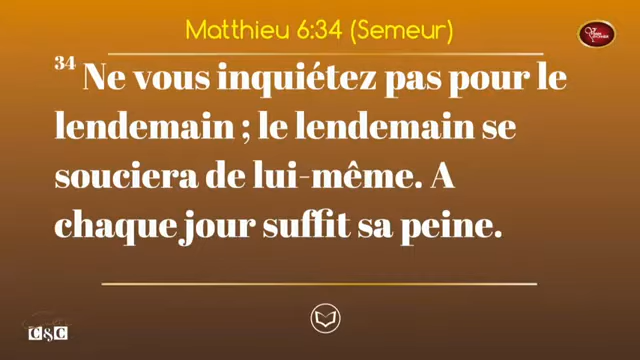 Matthieu 6:34 (Semeur)
34 Ne vous inquiétez pas pour le
lendemain ; le lendemain se
souciera de lui-même. A
chaque jour suffit sa peine.
C&C